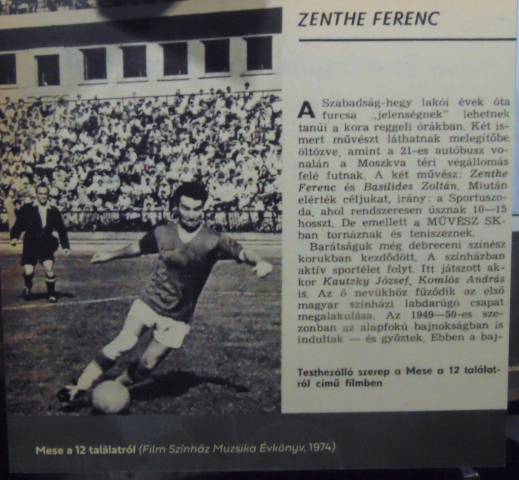 ZENTHE FERENC
A Szabadság-hegy lakói évek óta
furcsa „jelenségnek" lehetnek
tanúi a kora reggeli órákban. Két is-
mert művészt láthatnak melegítőbe
öltözve, amint a 21-es autóbusz vo-
nalán a Moszkva téri végállomás
felé futnak. A két művész: Zenthe
Ferenc és Basilides Zoltán. Miután
elérték céljukat, irány: a Sportuszo-
da, ahol rendszeresen úsznak 10—15
hosszt. De emellett a MŰVÉSZ SK-
ban tornáznak és teniszeznek.
Barátságuk még debreceni színész
korukban kezdődött. A színházban
aktív sportélet folyt. Itt játszott ak-
kor Kautzky József, Komlós András
is. Az ő nevükhöz fűződik az első
magyar színházi labdarúgó csapat
megalakulása. Az 1949—50-es sze-
zonban az alapfokú bajnokságban is
indultak — és győztek. Ebben a baj-
Testhezálló szerep a Mese a 12 találat-
ról című filmben
Mese a 12 találatról (Film Színház Muzsika Évkönyv, 1974)